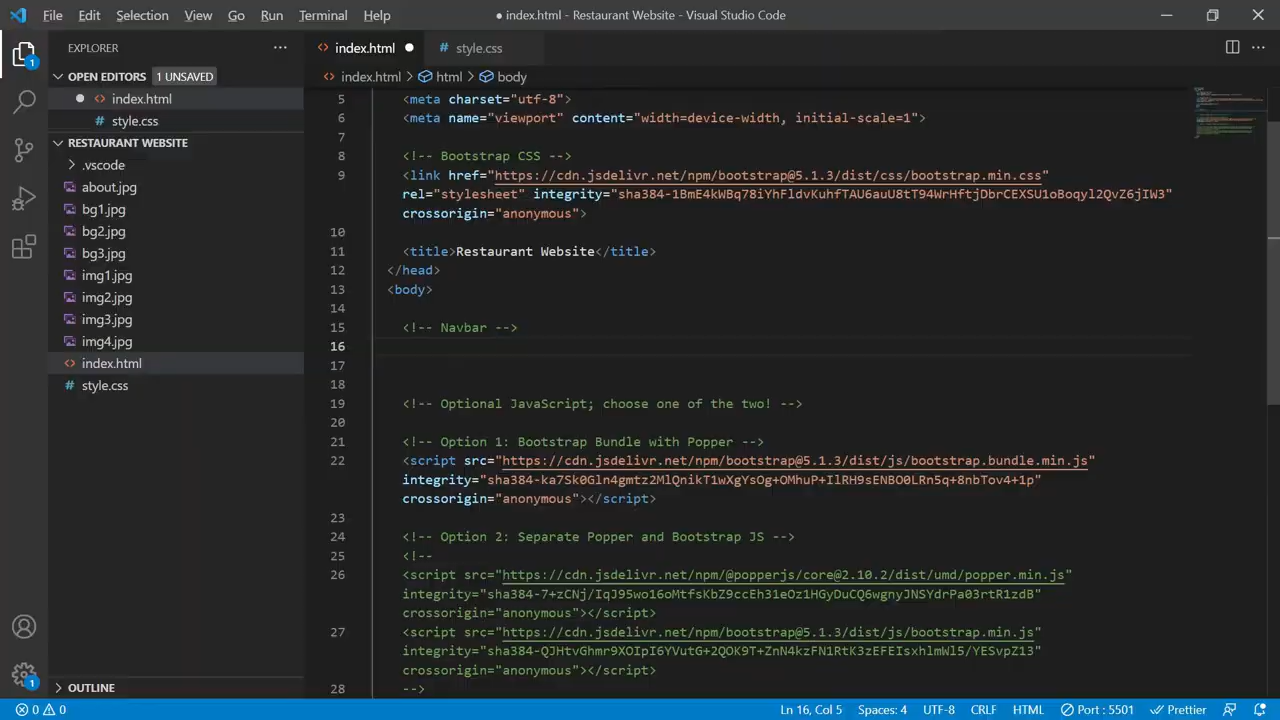 File Edit Selection View Go Run Terminal Help
● index.html - Restaurant Website - Visual Studio Code
EXPLORER
index.html
# style.css
OPEN EDITORS 1 UNSAVED
index.html > html > body
index.html
# style.css
RESTAURANT WEBSITE
.vscode
about.jpg
bg1.jpg
bg2.jpg
bg3.jpg
img1.jpg
img2.jpg
img3.jpg
img4.jpg
index.html
# style.css
OUTLINE
1
1
5 <meta charset="utf-8">
6 <meta name="viewport" content="width=device-width, initial-scale=1">
7
8 <!-- Bootstrap CSS -->
9 <link href="https://cdn.jsdelivr.net/npm/bootstrap@5.1.3/dist/css/bootstrap.min.css"
rel="stylesheet" integrity="sha384-1BmE4kWBq78iYhFldvKuhfTAU6auU8tT94WrHftjDbrCEXSU1oBoqyl2QvZ6jIW3"
crossorigin="anonymous">
10
11 <title>Restaurant Website</title>
12 </head>
13 <body>
14
15 <!-- Navbar -->
16
17
18
19 <!-- Optional JavaScript; choose one of the two! -->
20
21 <!-- Option 1: Bootstrap Bundle with Popper -->
22 <script src="https://cdn.jsdelivr.net/npm/bootstrap@5.1.3/dist/js/bootstrap.bundle.min.js"
integrity="sha384-ka7Sk0Gln4gmtz2MlQnikT1wXgYsOg+OMhuP+IlRH9sENBO0LRn5q+8nbTov4+1p"
crossorigin="anonymous"></script>
23
24 <!-- Option 2: Separate Popper and Bootstrap JS -->
25 <!--
26 <script src="https://cdn.jsdelivr.net/npm/@popperjs/core@2.10.2/dist/umd/popper.min.js"
integrity="sha384-7+zCNj/IqJ95wo16oMtfsKbZ9ccEh31eOz1HGyDuCQ6wgnyJNSYdrPa03rtR1zdB"
crossorigin="anonymous"></script>
27 <script src="https://cdn.jsdelivr.net/npm/bootstrap@5.1.3/dist/js/bootstrap.min.js"
integrity="sha384-QJHtvGhmr9XOIpI6YVutG+2QOK9T+ZnN4kzFN1RtK3zEFEIsxhlmWl5/YESvpZ13"
crossorigin="anonymous"></script>
28 -->
0 0
Ln 16, Col 5 Spaces: 4 UTF-8 CRLF HTML Port : 5501 Prettier